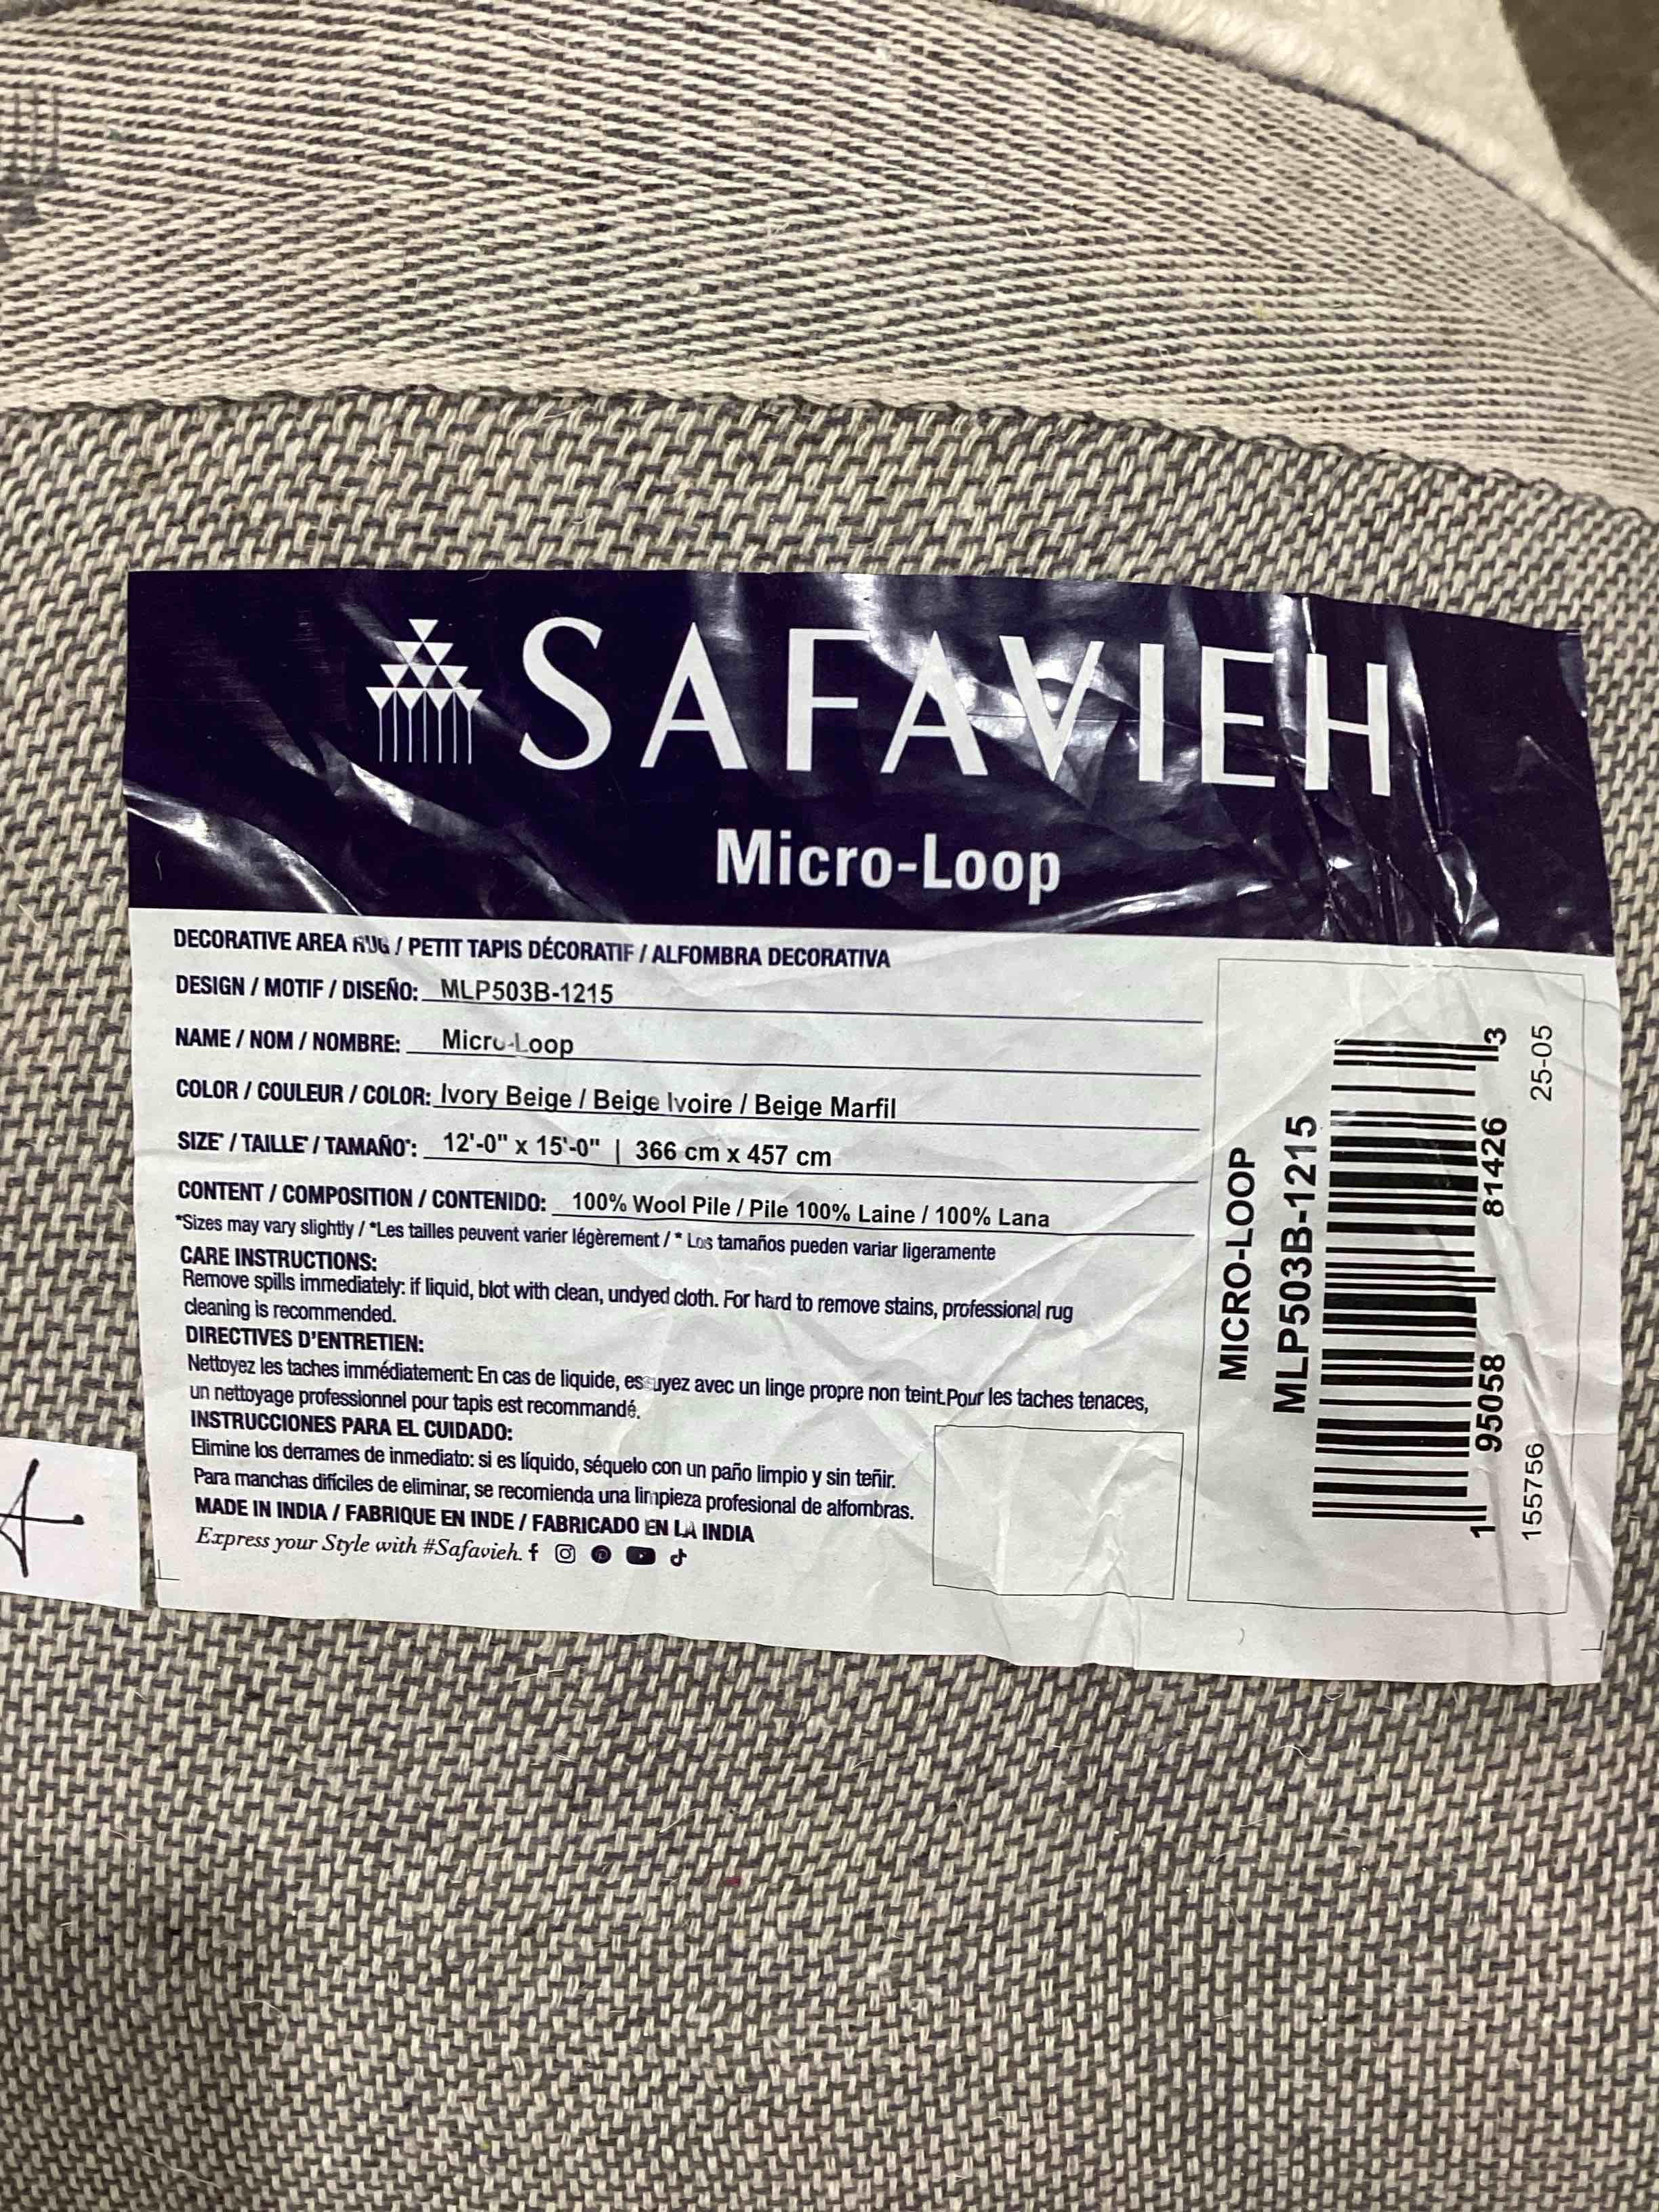 SAFAVIEH
Micro-Loop
DECORATIVE AREA RUG / PETIT TAPIS DÉCORATIF / ALFOMBRA DECORATIVA
DESIGN / MOTIF / DISEÑO: MLP503B-1215
NAME / NOM / NOMBRE: Micro-Loop
COLOR / COULEUR / COLOR: Ivory Beige / Beige Ivoire / Beige Marfil
SIZE* / TAILLE* / TAMAÑO*: 12'-0" x 15'-0" | 366 cm x 457 cm
CONTENT / COMPOSITION / CONTENIDO: 100% Wool Pile / Pile 100% Laine / 100% Lana
*Sizes may vary slightly / *Les tailles peuvent varier légèrement / * Los tamaños pueden variar ligeramente
CARE INSTRUCTIONS:
Remove spills immediately: if liquid, blot with clean, undyed cloth. For hard to remove stains, professional rug
cleaning is recommended.
DIRECTIVES D'ENTRETIEN:
Nettoyez les taches immédiatement: En cas de liquide, essuyez avec un linge propre non teint.Pour les taches tenaces,
un nettoyage professionnel pour tapis est recommandé.
INSTRUCCIONES PARA EL CUIDADO:
Elimine los derrames de inmediato: si es líquido, séquelo con un paño limpio y sin teñir.
Para manchas difíciles de eliminar, se recomienda una limpieza profesional de alfombras.
MADE IN INDIA / FABRIQUE EN INDE / FABRICADO EN LA INDIA
Express your Style with #Safavieh.
MICRO-LOOP
MLP503B-1215
1 95058 81426 3
155756 25-05
A